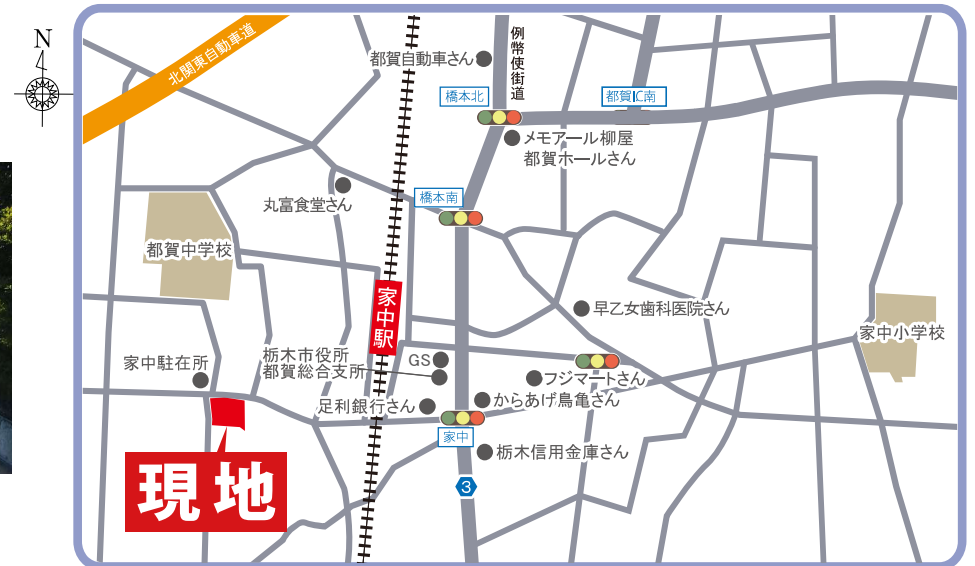 N
北関東自動車道
都賀自動車さん
例幣使街道
橋本北
都賀IC南
メモアール柳屋
都賀ホールさん
橋本南
丸富食堂さん
都賀中学校
家中駅
早乙女歯科医院さん
家中小学校
家中駐在所
栃木市役所
都賀総合支所
GS
フジマートさん
足利銀行さん
からあげ鳥亀さん
家中
栃木信用金庫さん
3
現地